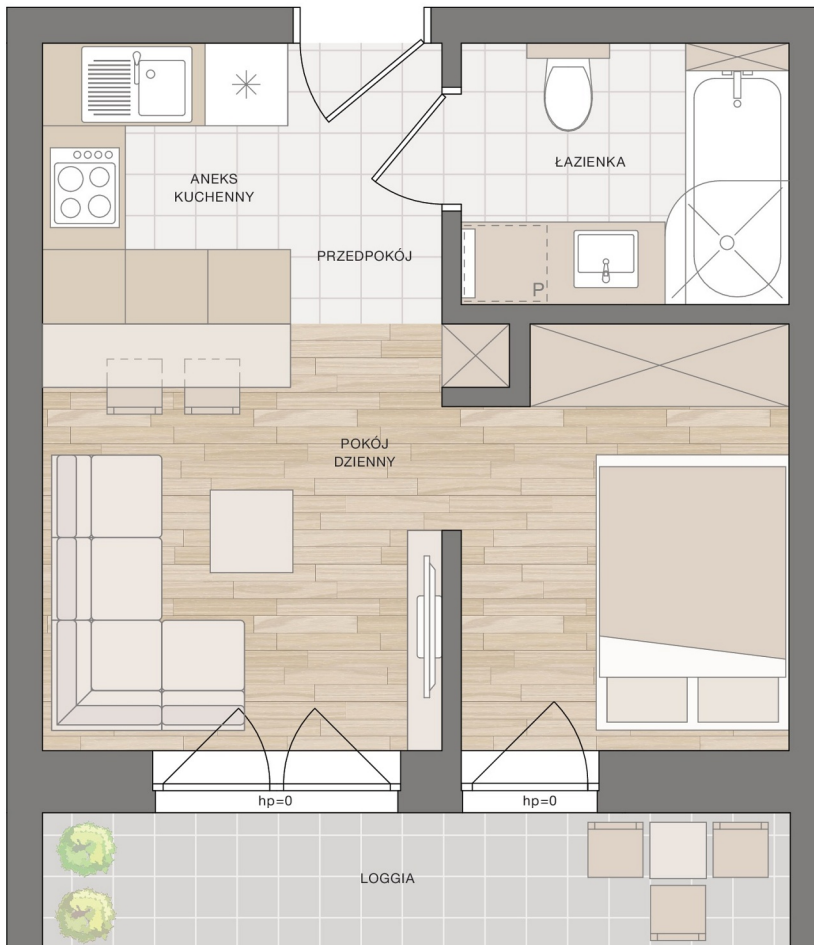 ANEKS
KUCHENNY
ŁAZIENKA
PRZEDPOKÓJ
P
POKÓJ
DZIENNY
hp=0
hp=0
LOGGIA